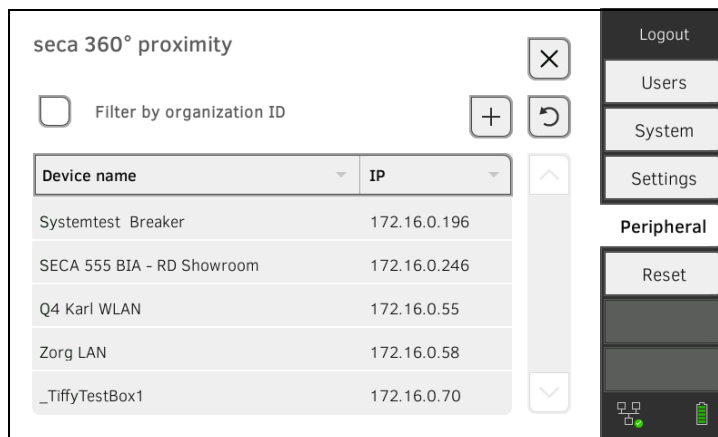 seca 360° proximity
Filter by organization ID
Device name IP
Systemtest Breaker 172.16.0.196
SECA 555 BIA - RD Showroom 172.16.0.246
Q4 Karl WLAN 172.16.0.55
Zorg LAN 172.16.0.58
_TiffyTestBox1 172.16.0.70
Logout
Users
System
Settings
Peripheral
Reset